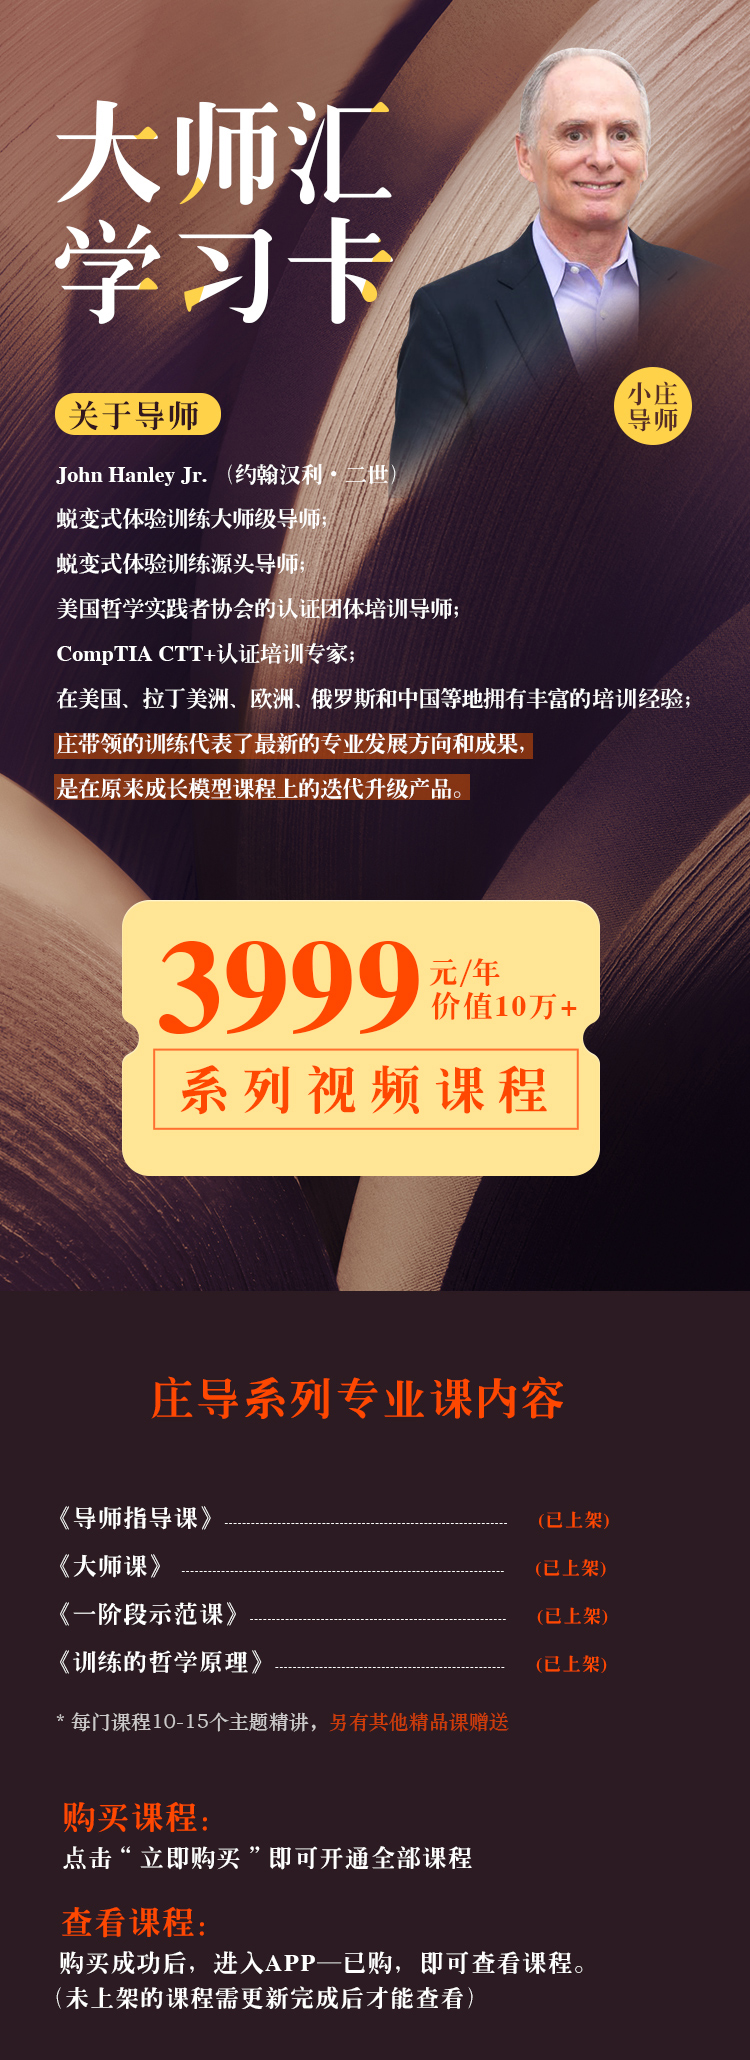 大师汇
学习卡
小庄
导师
关于导师
John Hanley Jr. （约翰汉利·二世）
蜕变式体验训练大师级导师；
蜕变式体验训练源头导师；
美国哲学实践者协会的认证团体培训导师；
CompTIA CTT+认证培训专家；
在美国、拉丁美洲、欧洲、俄罗斯和中国等地拥有丰富的培训经验；
庄带领的训练代表了最新的专业发展方向和成果，
是在原来成长模型课程上的迭代升级产品。
3999元/年
价值10万+
系列视频课程
庄导系列专业课内容
《导师指导课》 (已上架)
《大师课》 (已上架)
《一阶段示范课》 (已上架)
《训练的哲学原理》 (已上架)
* 每门课程10-15个主题精讲，另有其他精品课赠送
购买课程：
点击“立即购买”即可开通全部课程
查看课程：
购买成功后，进入APP—已购，即可查看课程。
（未上架的课程需更新完成后才能查看）